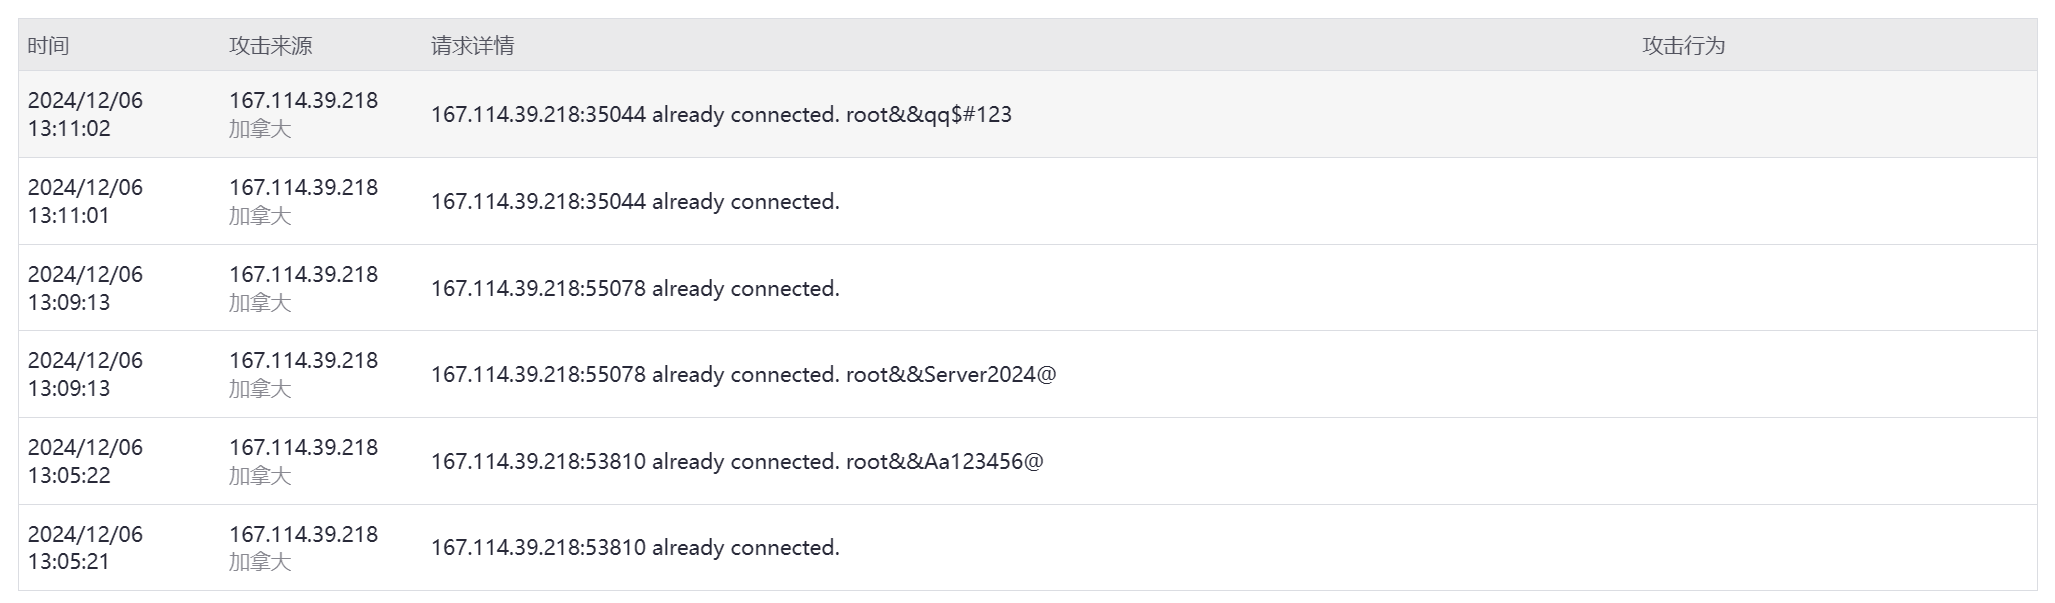 时间 攻击来源 请求详情 攻击行为
2024/12/06 167.114.39.218
167.114.39.218:35044 already connected. root&&qq$#123
13:11:02 加拿大
2024/12/06 167.114.39.218
167.114.39.218:35044 already connected.
13:11:01 加拿大
2024/12/06 167.114.39.218
167.114.39.218:55078 already connected.
13:09:13 加拿大
2024/12/06 167.114.39.218
167.114.39.218:55078 already connected. root&&Server2024@
13:09:13 加拿大
2024/12/06 167.114.39.218
167.114.39.218:53810 already connected. root&&Aa123456@
13:05:22 加拿大
2024/12/06 167.114.39.218
167.114.39.218:53810 already connected.
13:05:21 加拿大